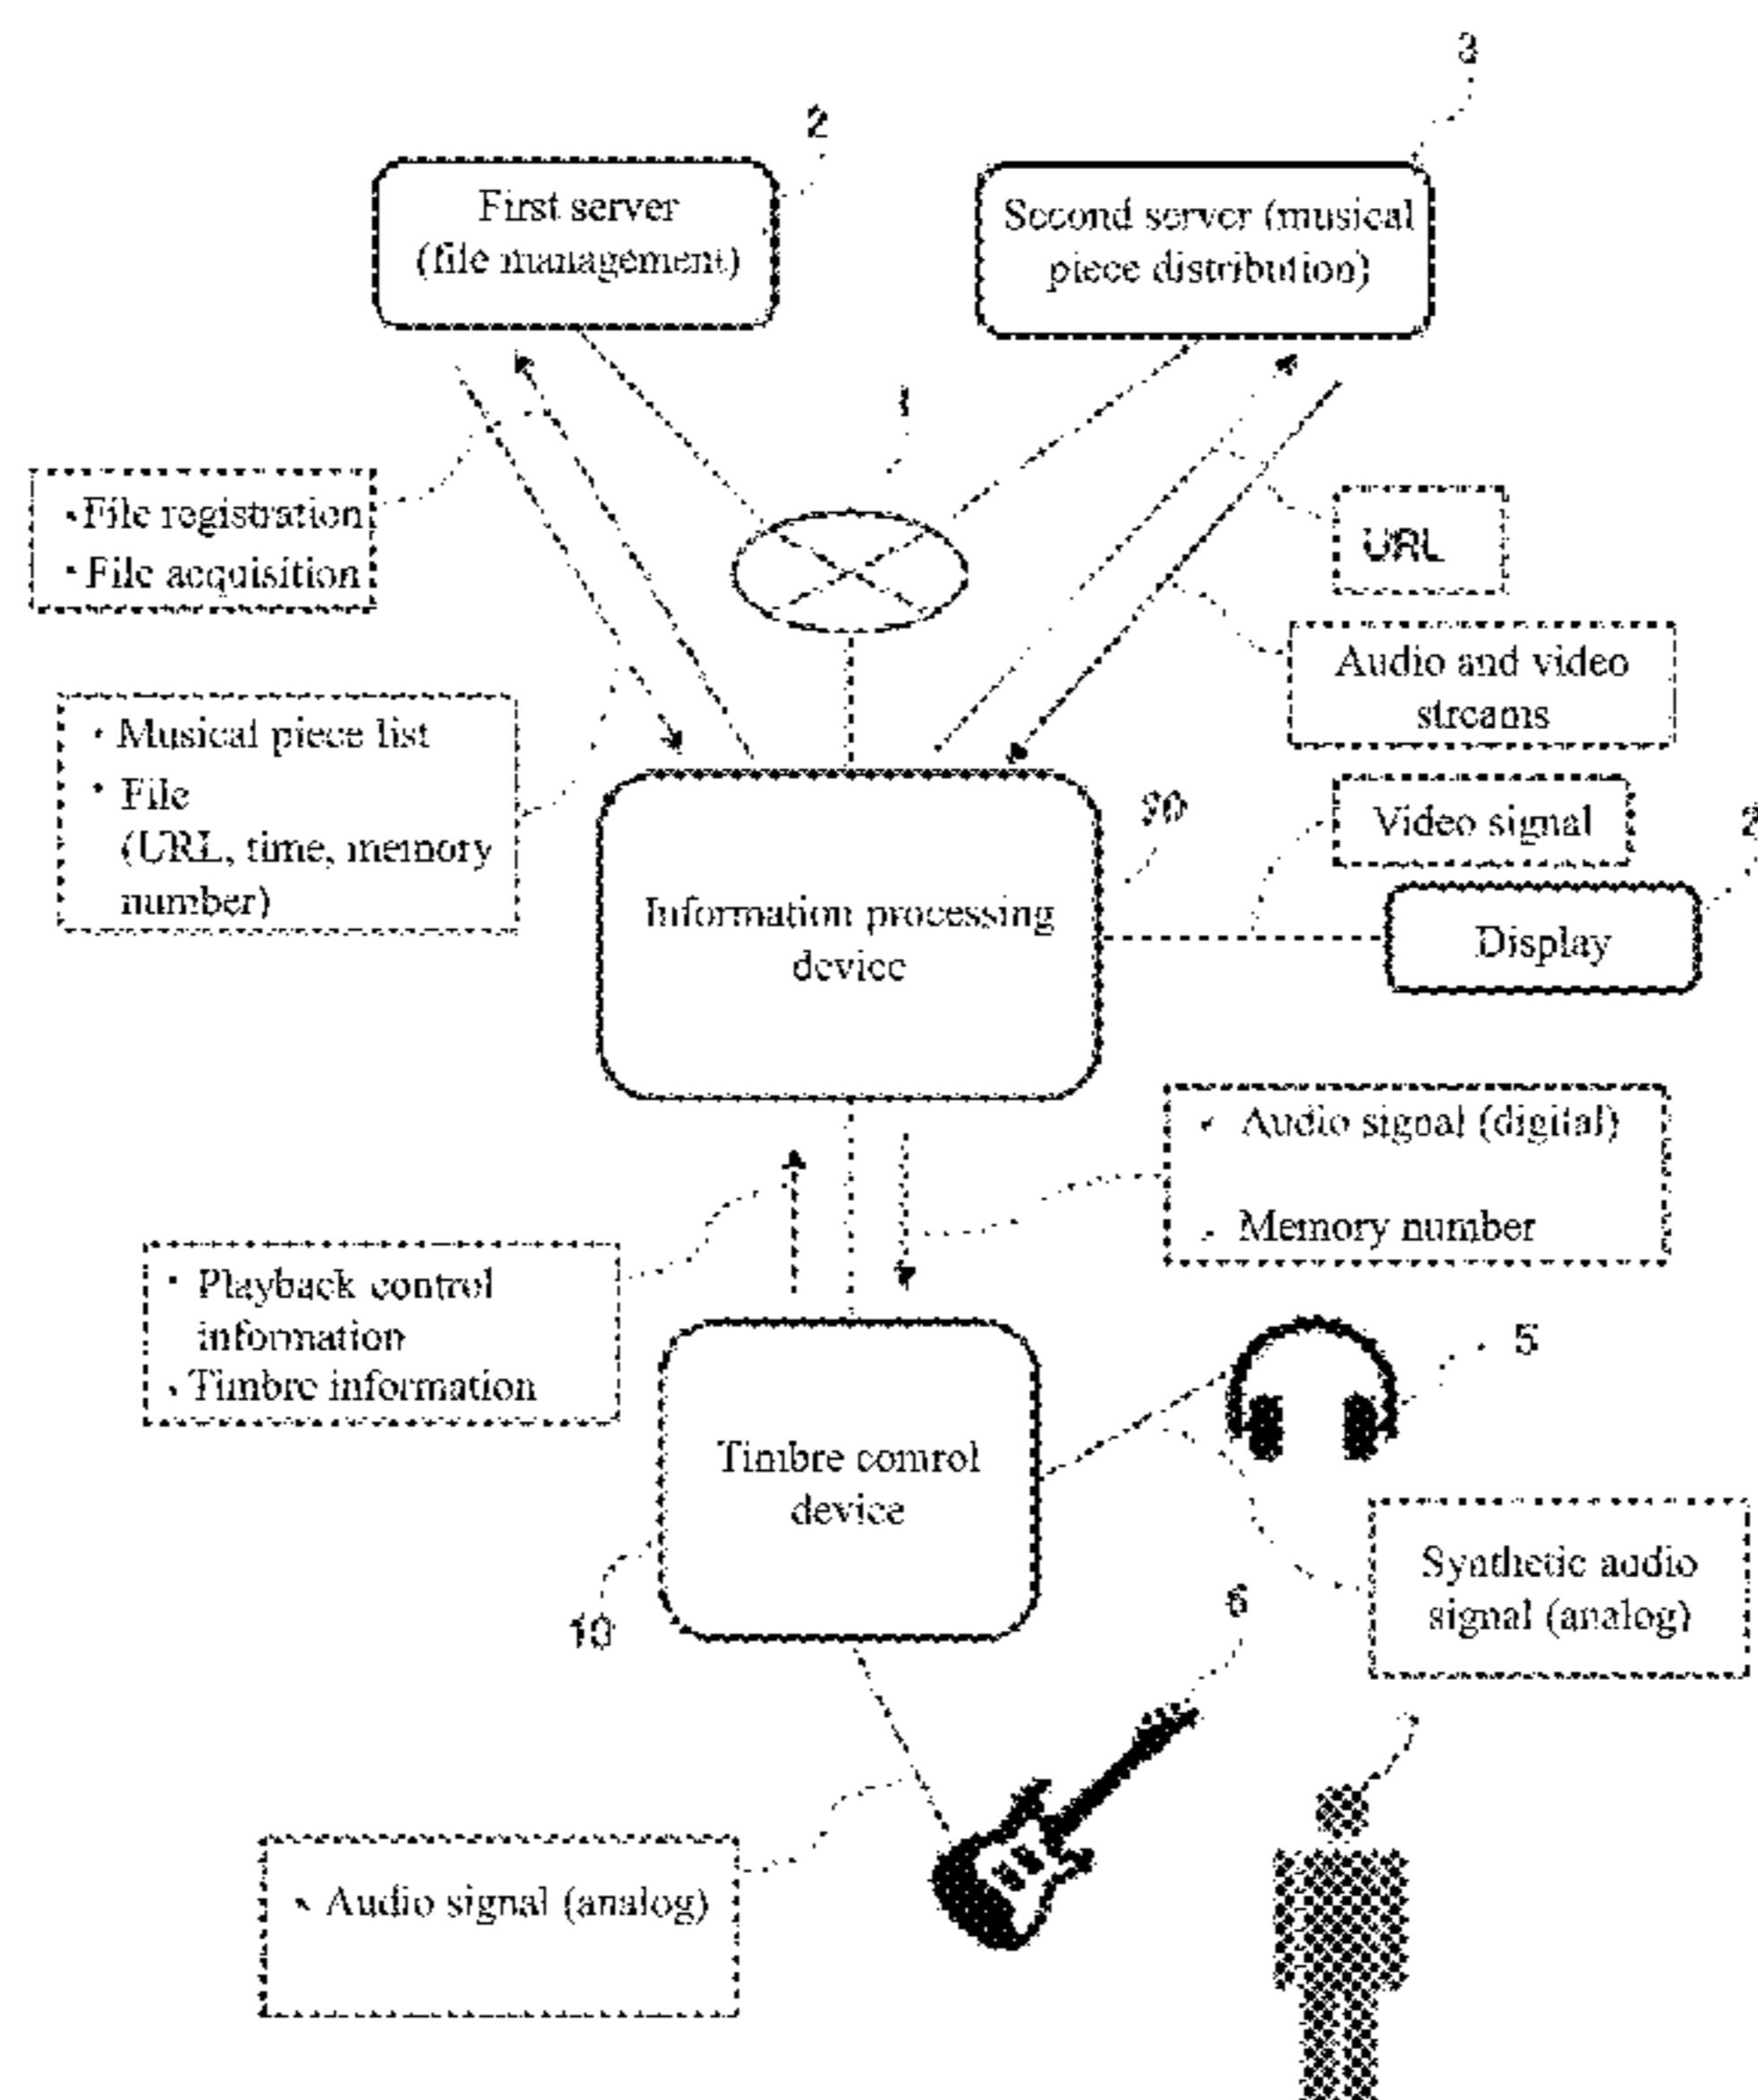 3
2
First server
(file management)
Second server (musical
piece distribution)
1
• File registration
• File acquisition
URL
Audio and video
streams
• Musical piece list
• File
(URL, time, memory
number)
20
Video signal
Information processing
device
Display
• Audio signal (digital)
• Memory number
• Playback control
information
• Timbre information
5
Timbre control
device
10
Synthetic audio
signal (analog)
6
• Audio signal (analog)